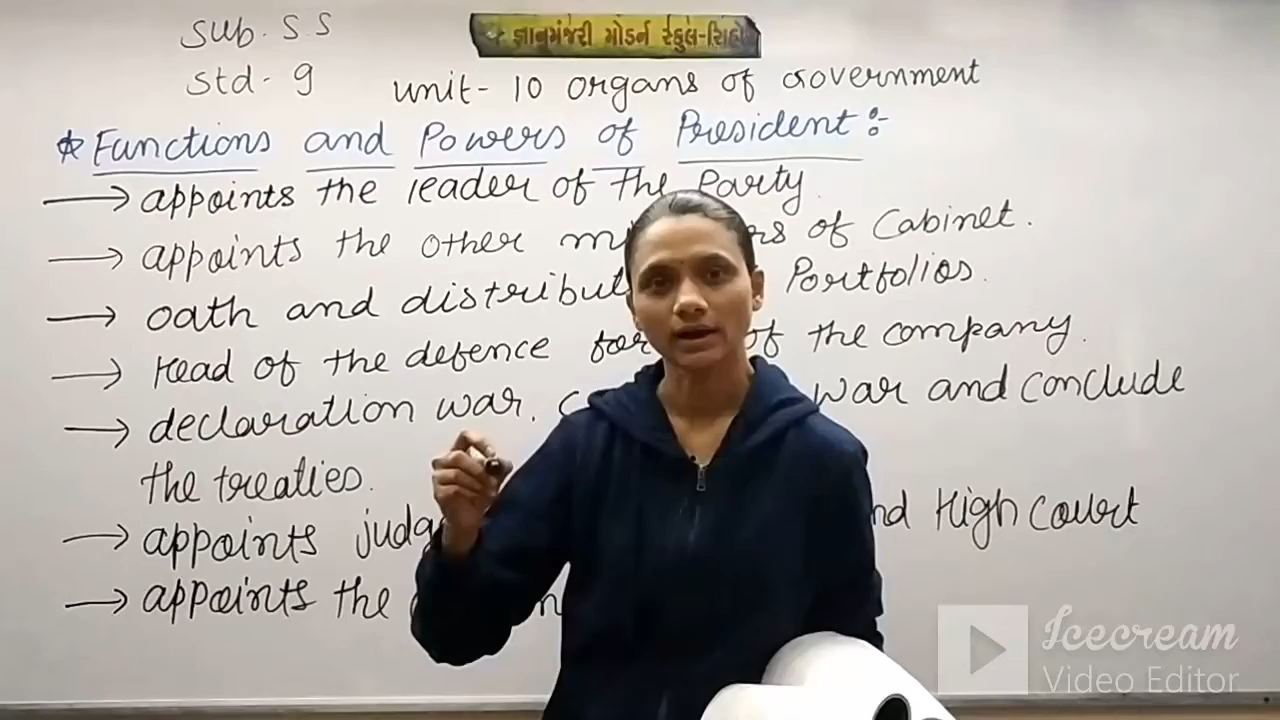 Sub. S.S
જ્ઞાનમંજરી મોડર્ન સ્કુલ-સિહો
Std- 9
unit- 10 organs of Government
* Functions and Powers of President :-
→ appoints the leader of the Party.
→ appoints the other of Cabinet.
→ oath and Portfolios.
→ Head of the defence of the company.
→ declaration war. war and conclude
the treaties.
→ appoints High Court
→ appoints the
Icecream
Video Editor